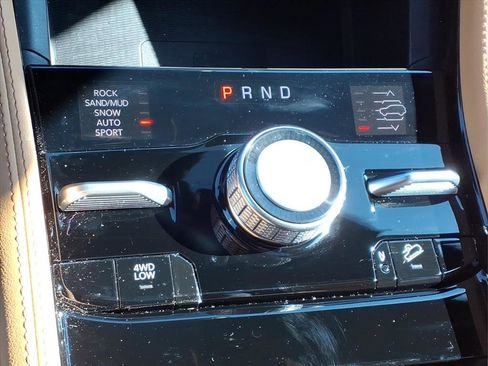 ROCK
SAND/MUD
SNOW
AUTO
SPORT
P R N D
4WD
LOW